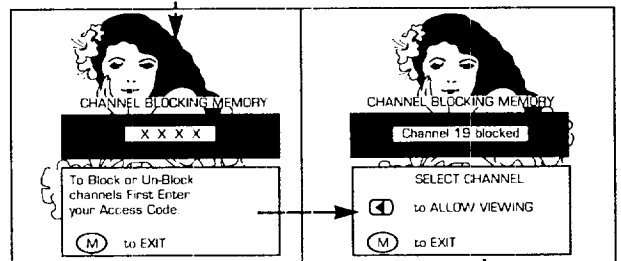 CHANNEL BLOCKING MEMORY
X X X X
To Block or Un-Block
channels First Enter
your Access Code.
M to EXIT
CHANNEL BLOCKING MEMORY
Channel 19 blocked
SELECT CHANNEL
to ALLOW VIEWING
M to EXIT